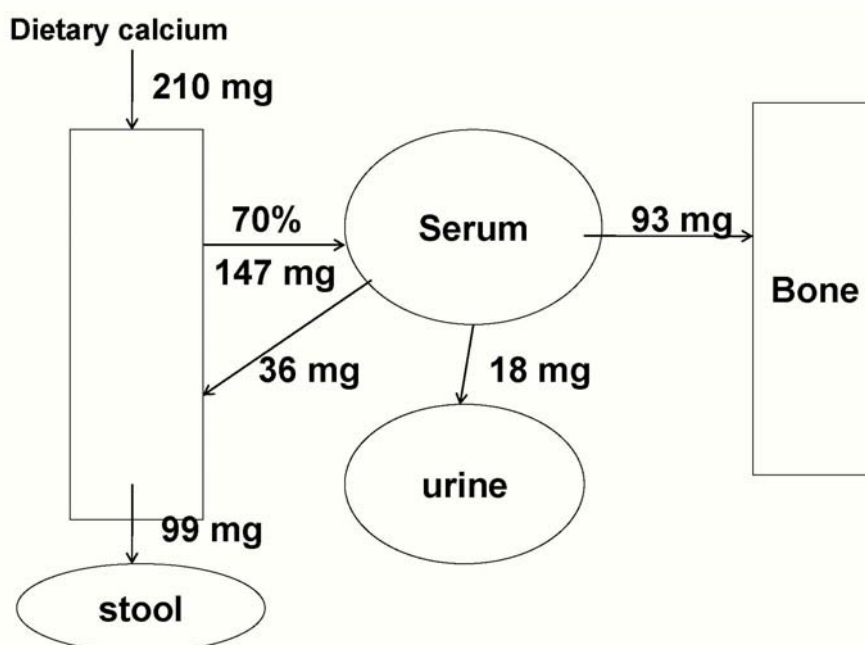 Dietary calcium
210 mg
70%
147 mg
Serum
93 mg
Bone
36 mg
18 mg
urine
99 mg
stool